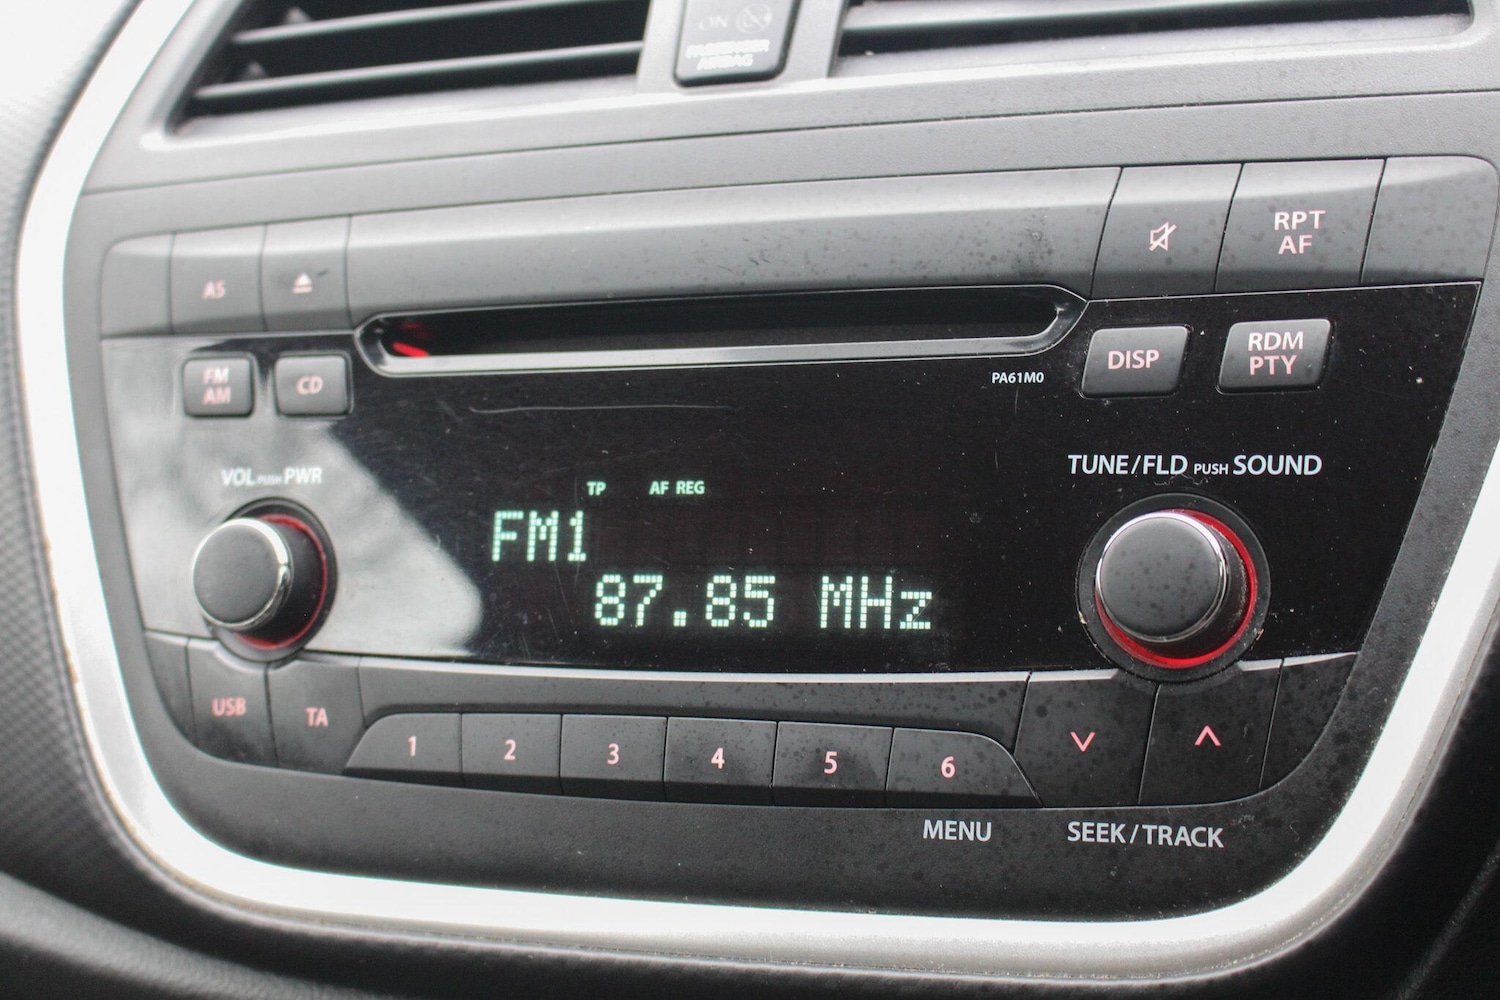 ON
PASSENGER
AIRBAG
AS
RPT
AF
FM
AM
CD
PA61M0
DISP
RDM
PTY
VOL PUSH PWR
TUNE/FLD PUSH SOUND
TP AF REG
FM1
87.85 MHz
USB
TA
1
2
3
4
5
6
MENU
SEEK/TRACK